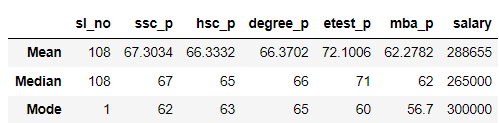 sl_no ssc_p hsc_p degree_p etest_p mba_p salary
Mean 108 67.3034 66.3332 66.3702 72.1006 62.2782 288655
Median 108 67 65 66 71 62 265000
Mode 1 62 63 65 60 56.7 300000